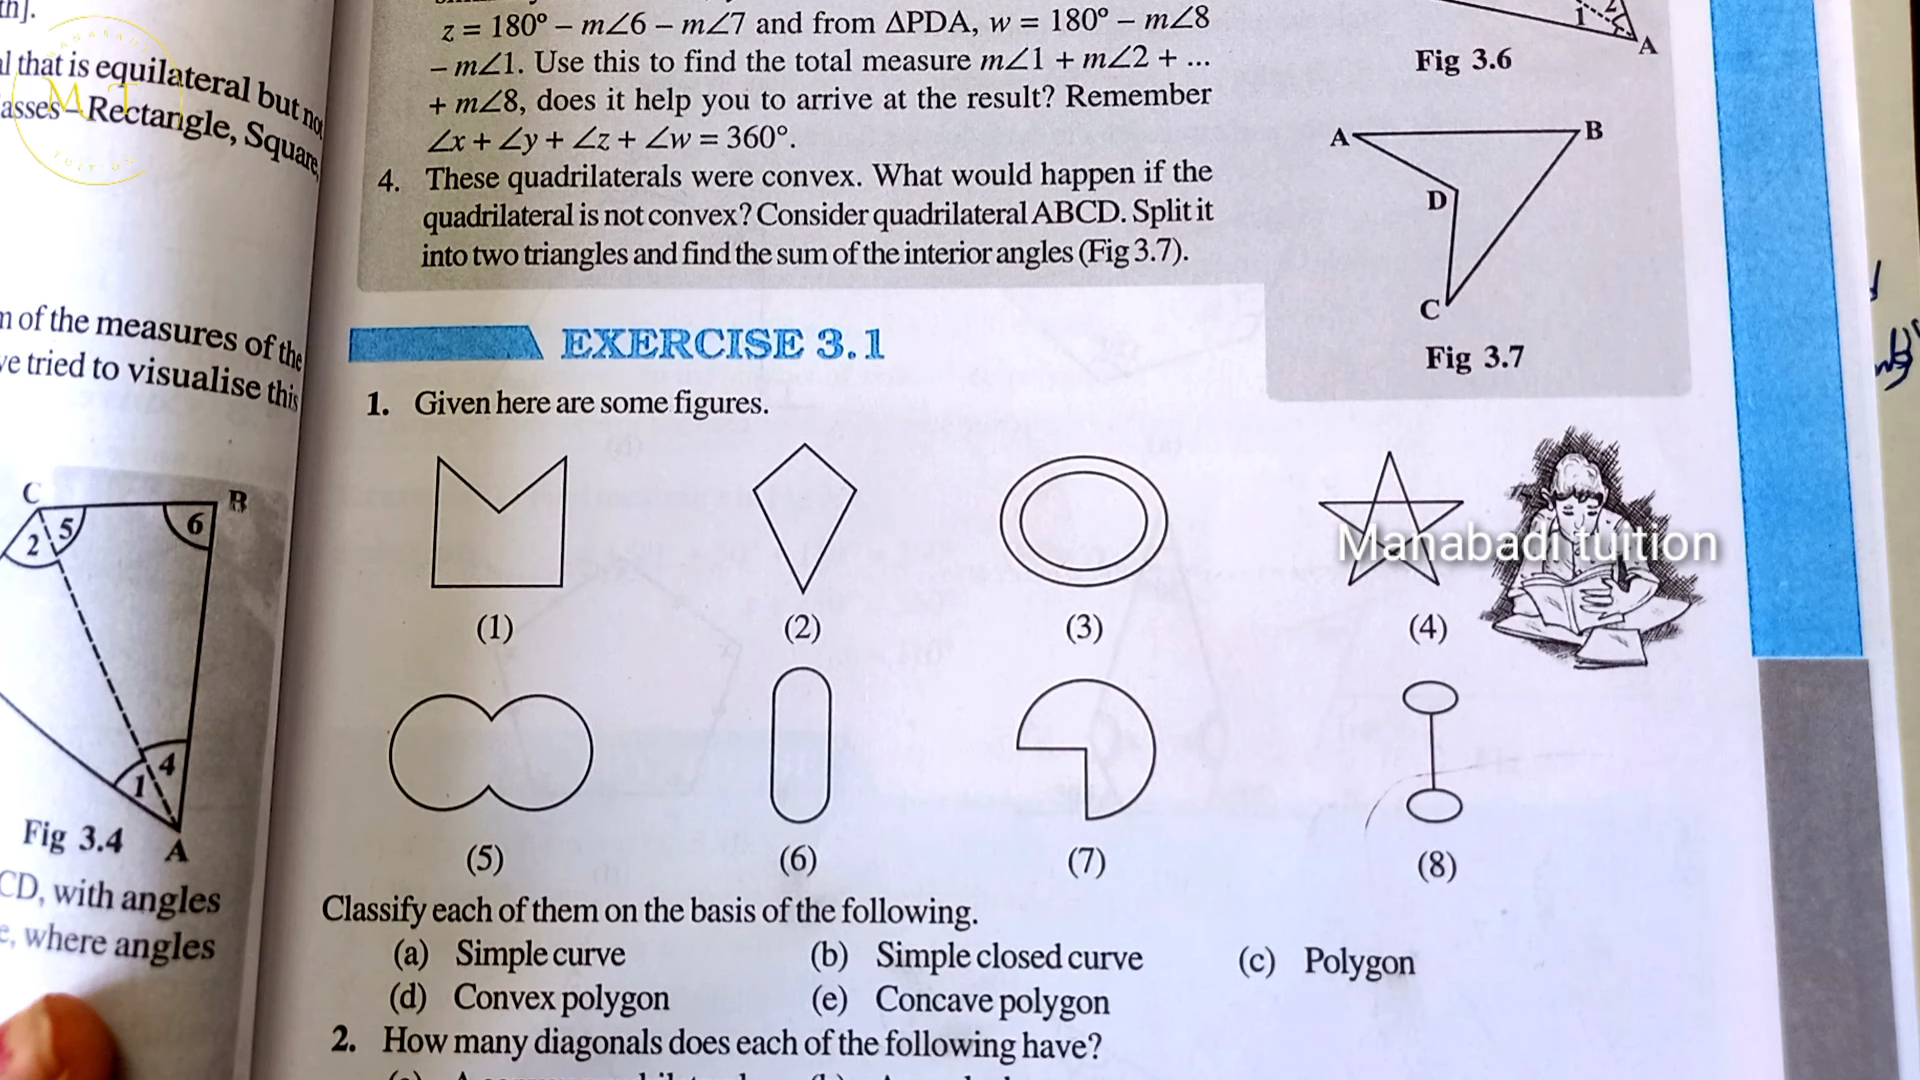 th].
l that is equilateral but not
asses – Rectangle, Square,
M T
TUITION
m of the measures of the
ve tried to visualise this
C
B
2
5
6
1
4
Fig 3.4
A
CD, with angles
e, where angles
z = 180° – m∠6 – m∠7 and from ΔPDA, w = 180° – m∠8
– m∠1. Use this to find the total measure m∠1 + m∠2 + ...
+ m∠8, does it help you to arrive at the result? Remember
∠x + ∠y + ∠z + ∠w = 360°.
4. These quadrilaterals were convex. What would happen if the
quadrilateral is not convex? Consider quadrilateral ABCD. Split it
into two triangles and find the sum of the interior angles (Fig 3.7).
1
2
A
Fig 3.6
A
B
D
C
Fig 3.7
EXERCISE 3.1
1. Given here are some figures.
Manabadi tuition
(1) (2) (3) (4)
(5) (6) (7) (8)
Classify each of them on the basis of the following.
(a) Simple curve (b) Simple closed curve (c) Polygon
(d) Convex polygon (e) Concave polygon
2. How many diagonals does each of the following have?